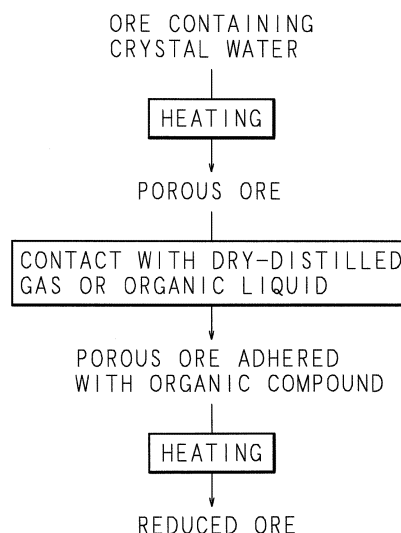 ORE CONTAINING
CRYSTAL WATER
HEATING
POROUS ORE
CONTACT WITH DRY-DISTILLED
GAS OR ORGANIC LIQUID
POROUS ORE ADHERED
WITH ORGANIC COMPOUND
HEATING
REDUCED ORE